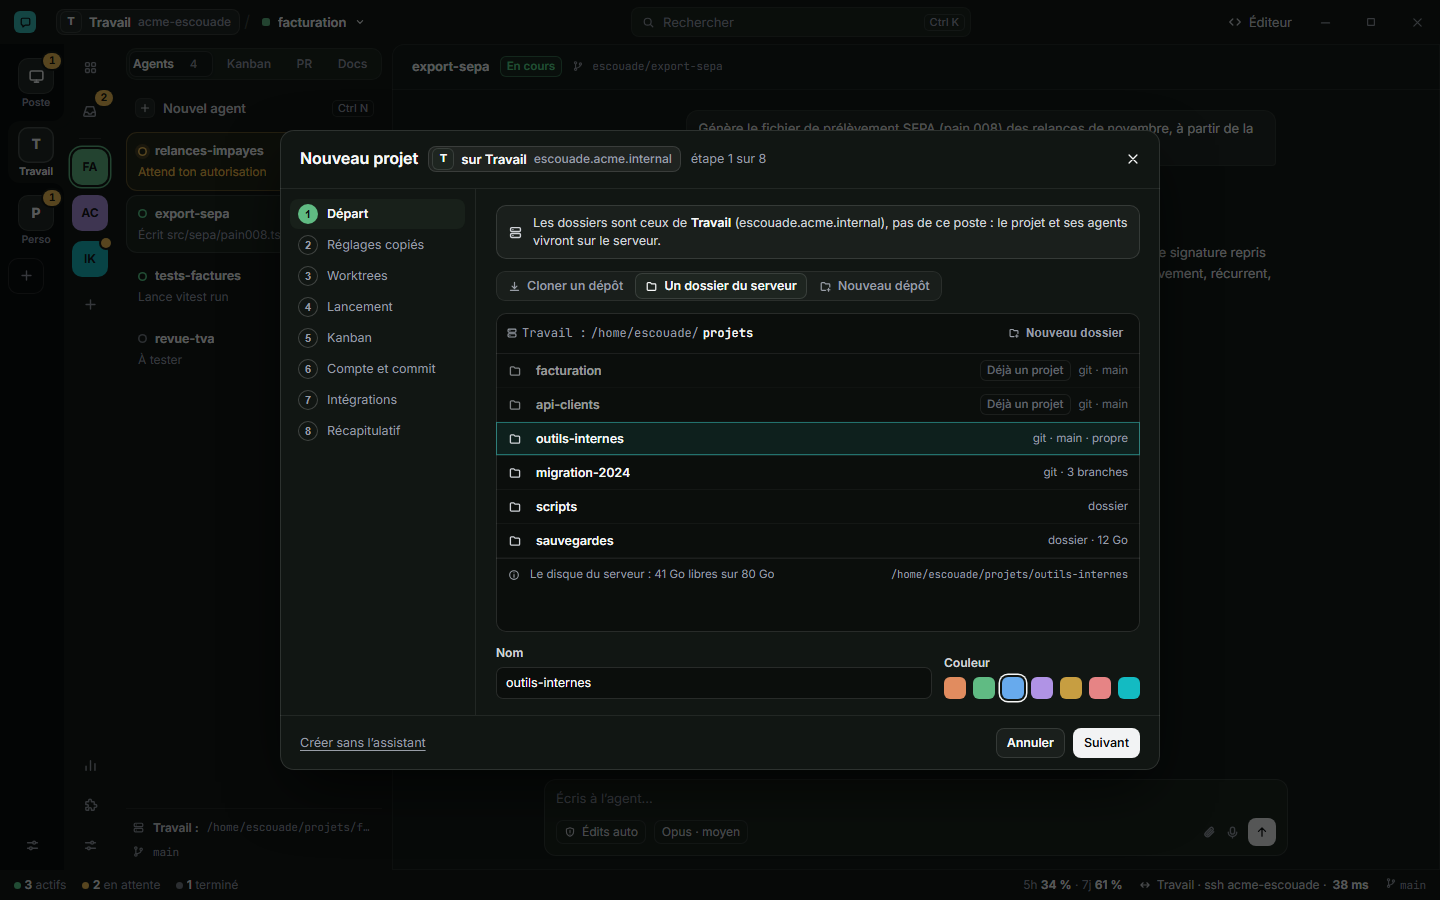 T Travail acme-escouade / facturation
Rechercher Ctrl K
Éditeur
1
Poste
T
Travail
1
P
Perso
2
FA
AC
IK
Agents 4 Kanban PR Docs
Nouvel agent Ctrl N
relances-impayes
Attend ton autorisation
export-sepa
Écrit src/sepa/pain008.ts
tests-factures
Lance vitest run
revue-tva
À tester
Travail : /home/escouade/projets/f…
main
export-sepa En cours escouade/export-sepa
Génère le fichier de prélèvement SEPA (pain.008) des relances de novembre, à partir de la
e signature repris
vement, récurrent,
Nouveau projet T sur Travail escouade.acme.internal étape 1 sur 8
1 Départ
2 Réglages copiés
3 Worktrees
4 Lancement
5 Kanban
6 Compte et commit
7 Intégrations
8 Récapitulatif
Les dossiers sont ceux de Travail (escouade.acme.internal), pas de ce poste : le projet et ses agents
vivront sur le serveur.
Cloner un dépôt Un dossier du serveur Nouveau dépôt
Travail : /home/escouade/ projets Nouveau dossier
facturation Déjà un projet git · main
api-clients Déjà un projet git · main
outils-internes git · main · propre
migration-2024 git · 3 branches
scripts dossier
sauvegardes dossier · 12 Go
Le disque du serveur : 41 Go libres sur 80 Go /home/escouade/projets/outils-internes
Nom
outils-internes
Couleur
Créer sans l'assistant Annuler Suivant
Écris à l'agent…
Édits auto Opus · moyen
3 actifs 2 en attente 1 terminé
5h 34 % · 7j 61 % Travail · ssh acme-escouade · 38 ms main